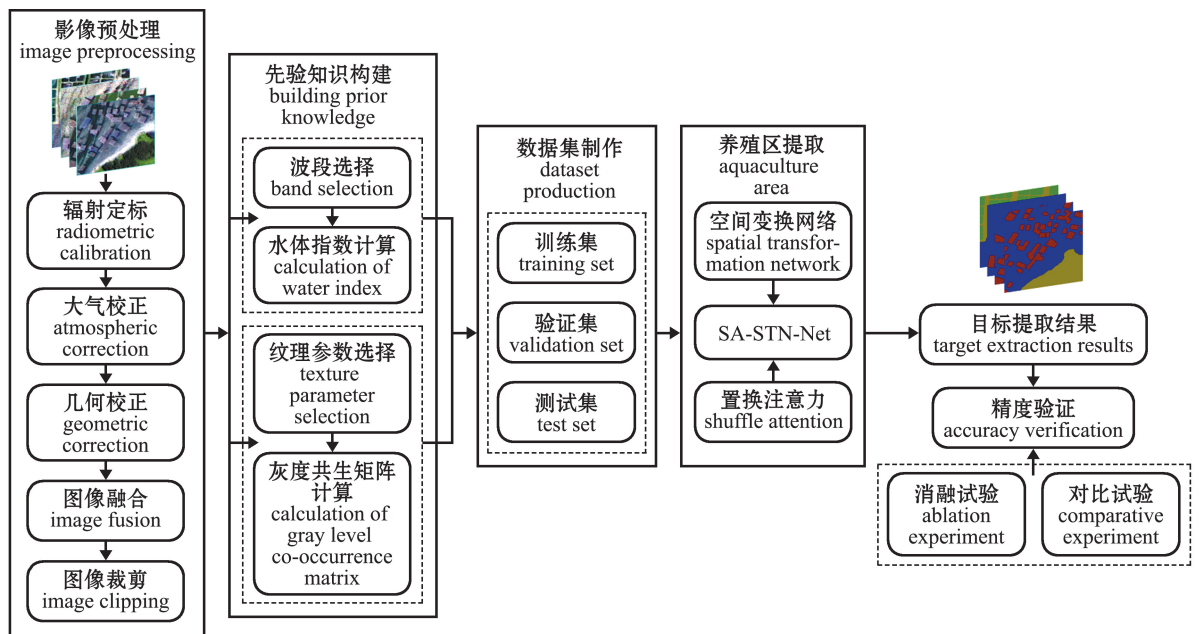 影像预处理
image preprocessing
辐射定标
radiometric
calibration
大气校正
atmospheric
correction
几何校正
geometric
correction
图像融合
image fusion
图像裁剪
image clipping
先验知识构建
building prior
knowledge
波段选择
band selection
水体指数计算
calculation of
water index
纹理参数选择
texture
parameter
selection
灰度共生矩阵
计算
calculation of
gray level
co-occurrence
matrix
数据集制作
dataset
production
训练集
training set
验证集
validation set
测试集
test set
养殖区提取
aquaculture
area
空间变换网络
spatial transfor-
mation network
SA-STN-Net
置换注意力
shuffle attention
目标提取结果
target extraction results
精度验证
accuracy verification
消融试验
ablation
experiment
对比试验
comparative
experiment